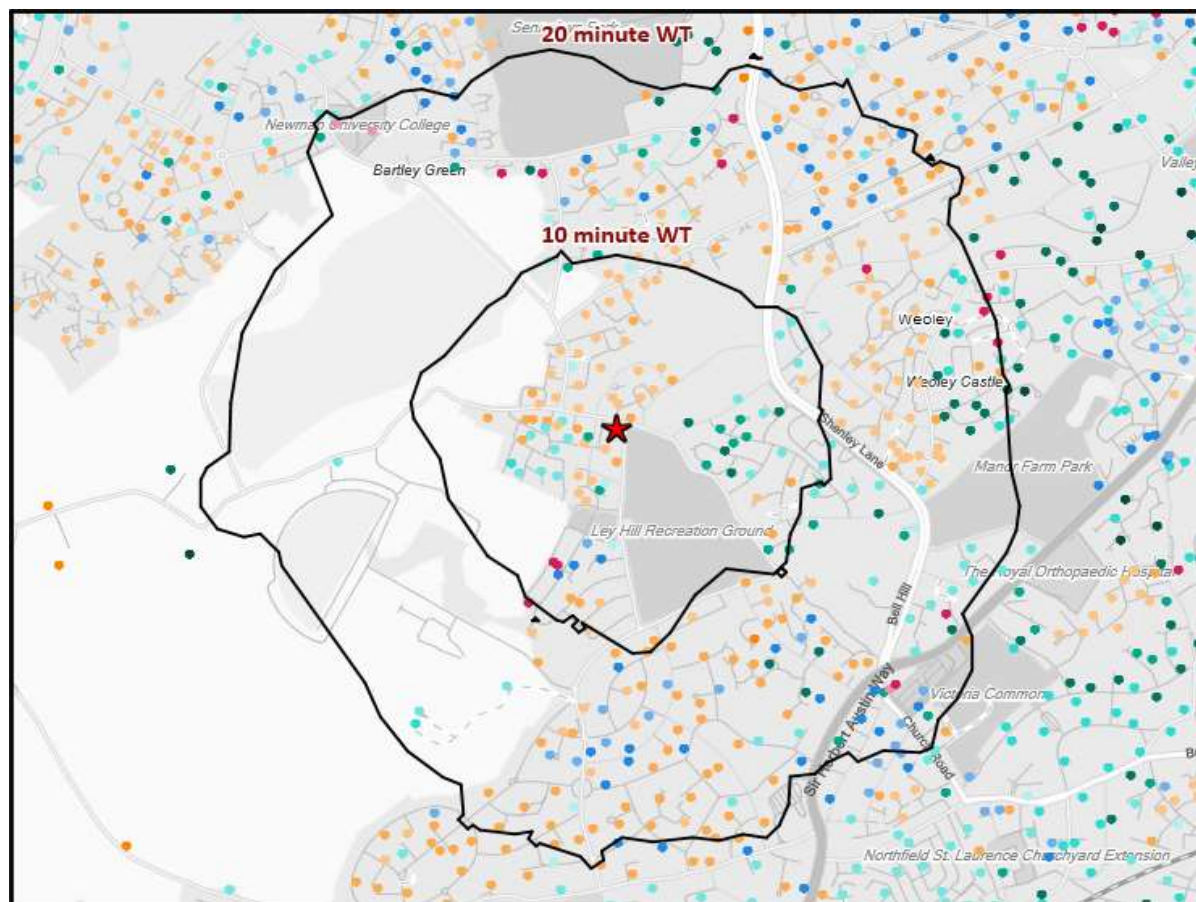 20 minute WT
Newman University College
Bartley Green
Valley
10 minute WT
Weoley
Weoley Castle
Shenley Lane
Manor Farm Park
Ley Hill Recreation Ground
The Royal Orthopaedic Hospital
Bell Hill
Victoria Common
Sir Herbert Austin Way
Church Road
Northfield St. Laurence Churchyard Extension